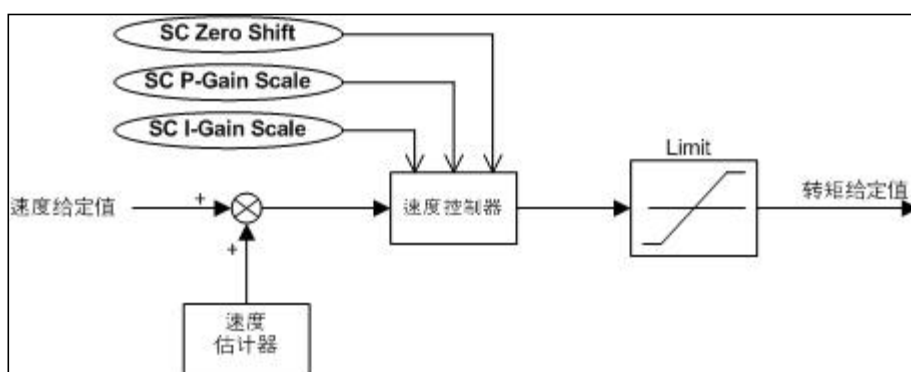 SC Zero Shift
SC P-Gain Scale
SC I-Gain Scale
Limit
速度给定值
+
速度控制器
转矩给定值
+
速度
估计器